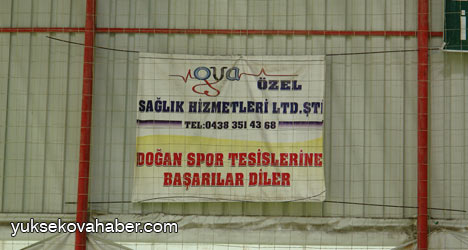 ova
ÖZEL
SAĞLIK HİZMETLERİ LTD.ŞTİ
TEL:0438 351 43 68
DOĞAN SPOR TESİSLERİNE
BAŞARILAR DİLER
yuksekovahaber.com